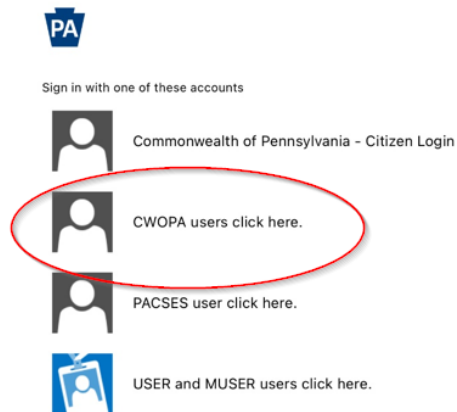 PA
Sign in with one of these accounts
Commonwealth of Pennsylvania - Citizen Login
CWOPA users click here.
PACSES user click here.
USER and MUSER users click here.